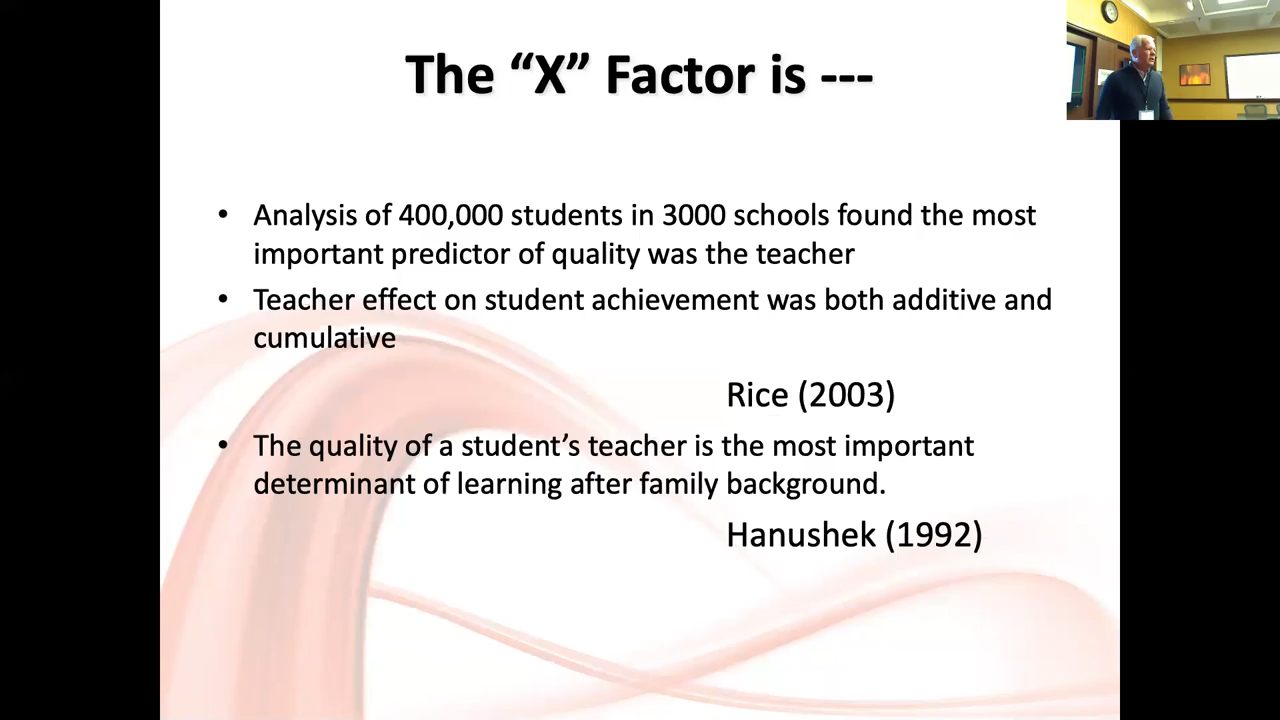 The “X” Factor is ---
• Analysis of 400,000 students in 3000 schools found the most
important predictor of quality was the teacher
• Teacher effect on student achievement was both additive and
cumulative
Rice (2003)
• The quality of a student’s teacher is the most important
determinant of learning after family background.
Hanushek (1992)